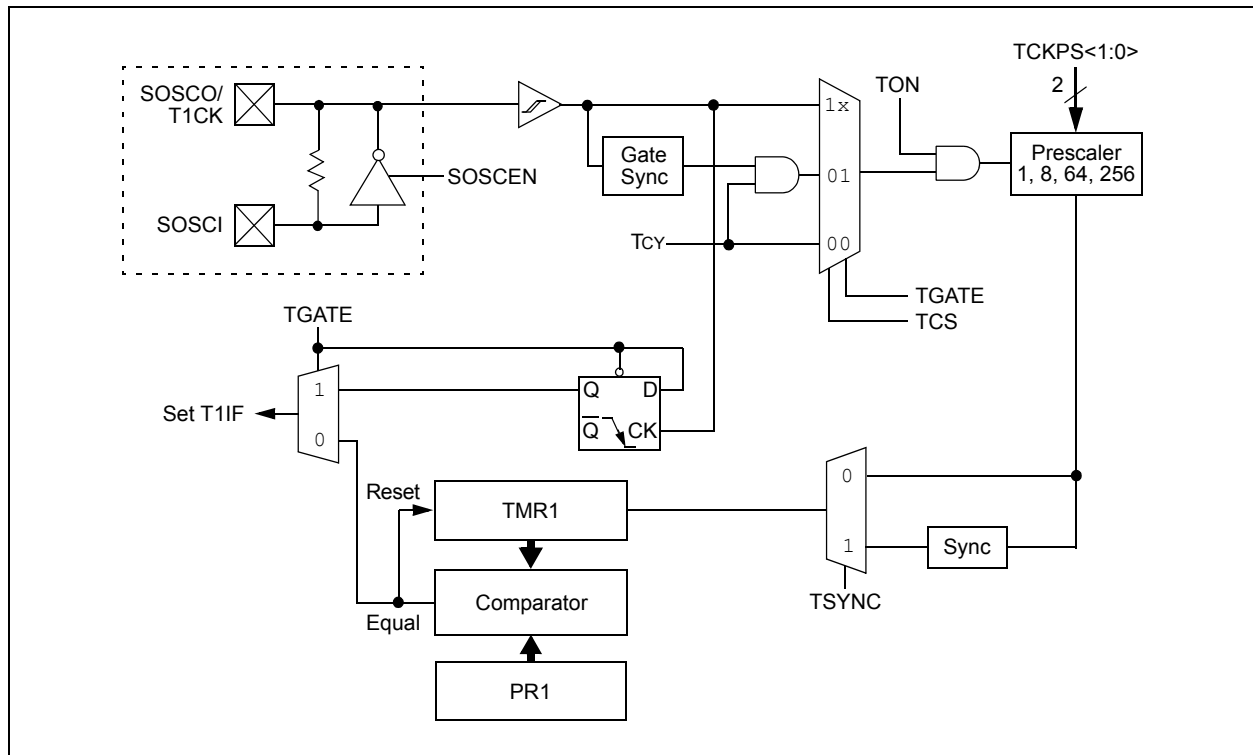 TCKPS<1:0>
2
SOSCO/
T1CK
TON
1x
Gate
Sync
Prescaler
1, 8, 64, 256
SOSCEN
01
SOSCI
TCY
00
TGATE
TCS
TGATE
1
Q
D
Set T1IF
Q
CK
0
Reset
TMR1
0
1
Sync
Equal
Comparator
TSYNC
PR1